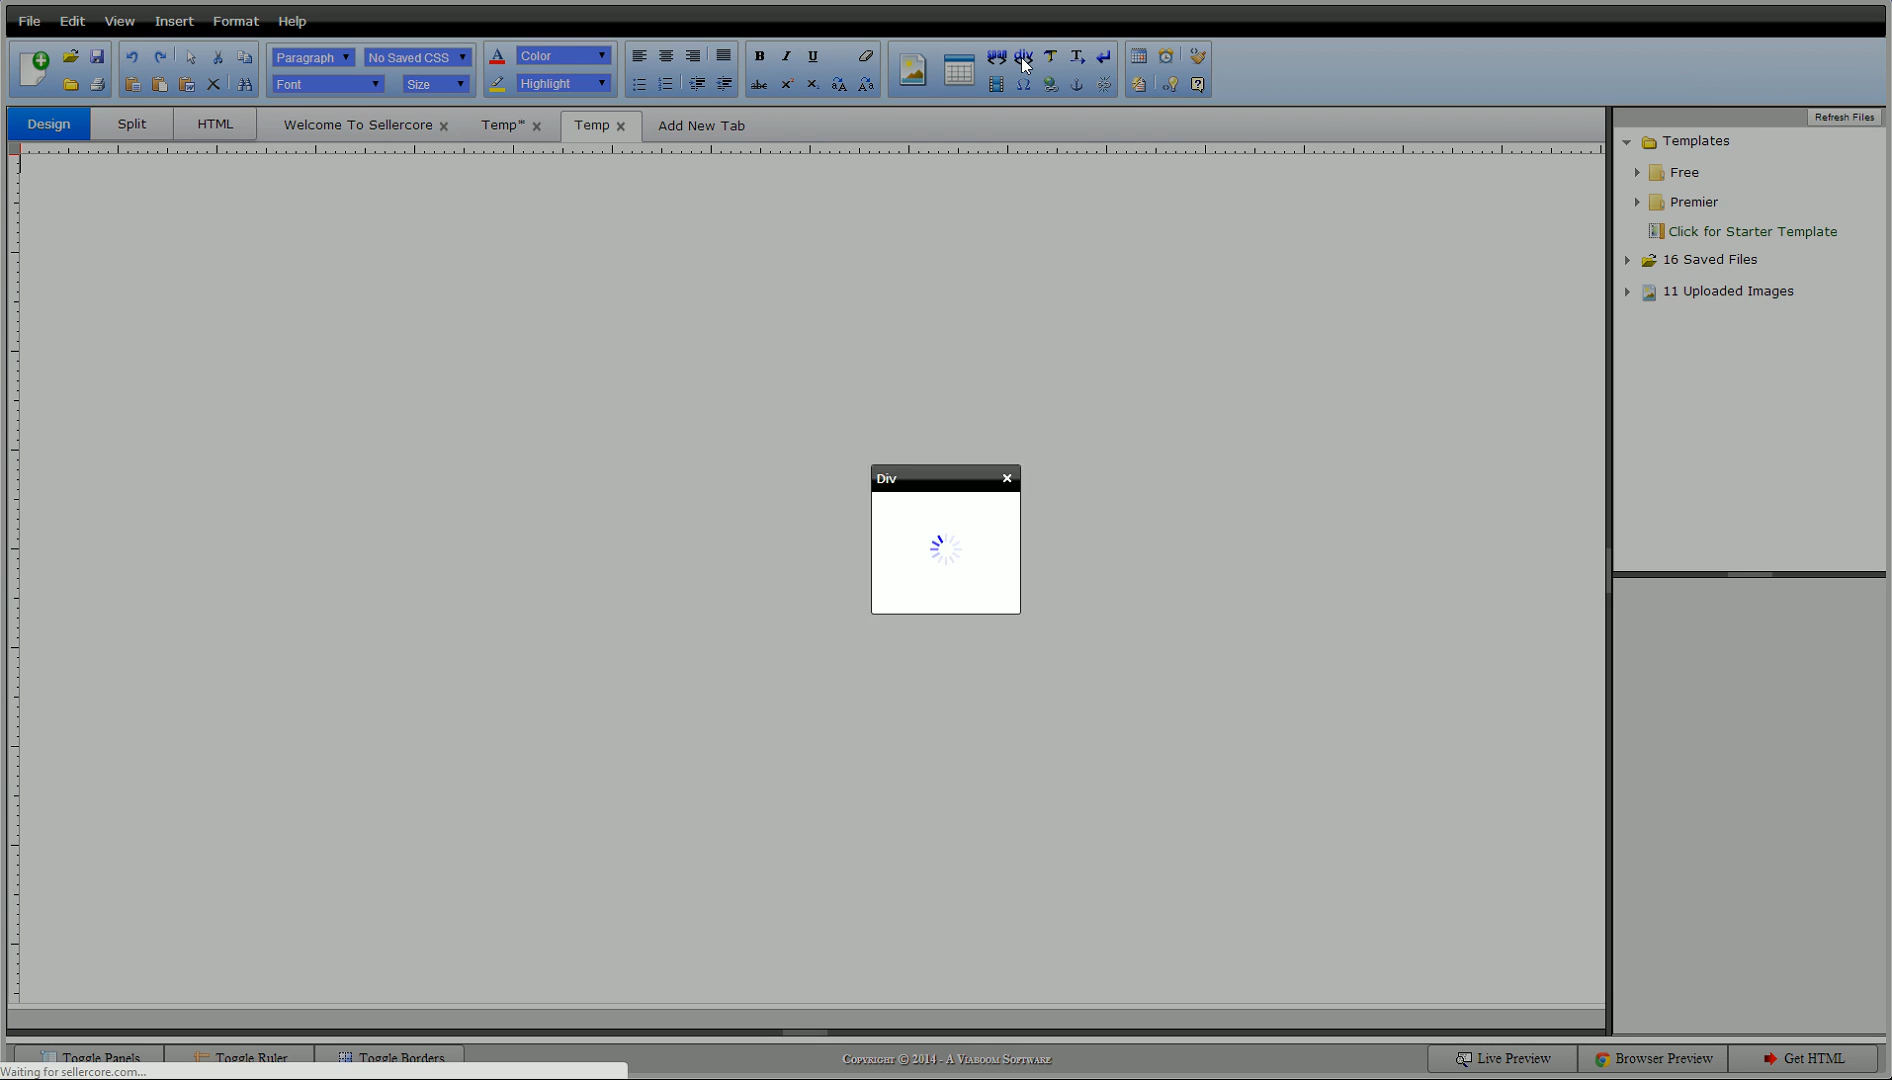 File Edit View Insert Format Help
Paragraph No Saved CSS A Color B I U div T T
Font Size Highlight abc Ω
Design Split HTML Welcome To Sellercore Temp* Temp Add New Tab
Refresh Files
Templates
Free
Premier
Click for Starter Template
16 Saved Files
11 Uploaded Images
Div
Toggle Panels Toggle Ruler Toggle Borders
Copyright © 2014 - A Viaboom Software
Live Preview Browser Preview Get HTML
Waiting for sellercore.com...